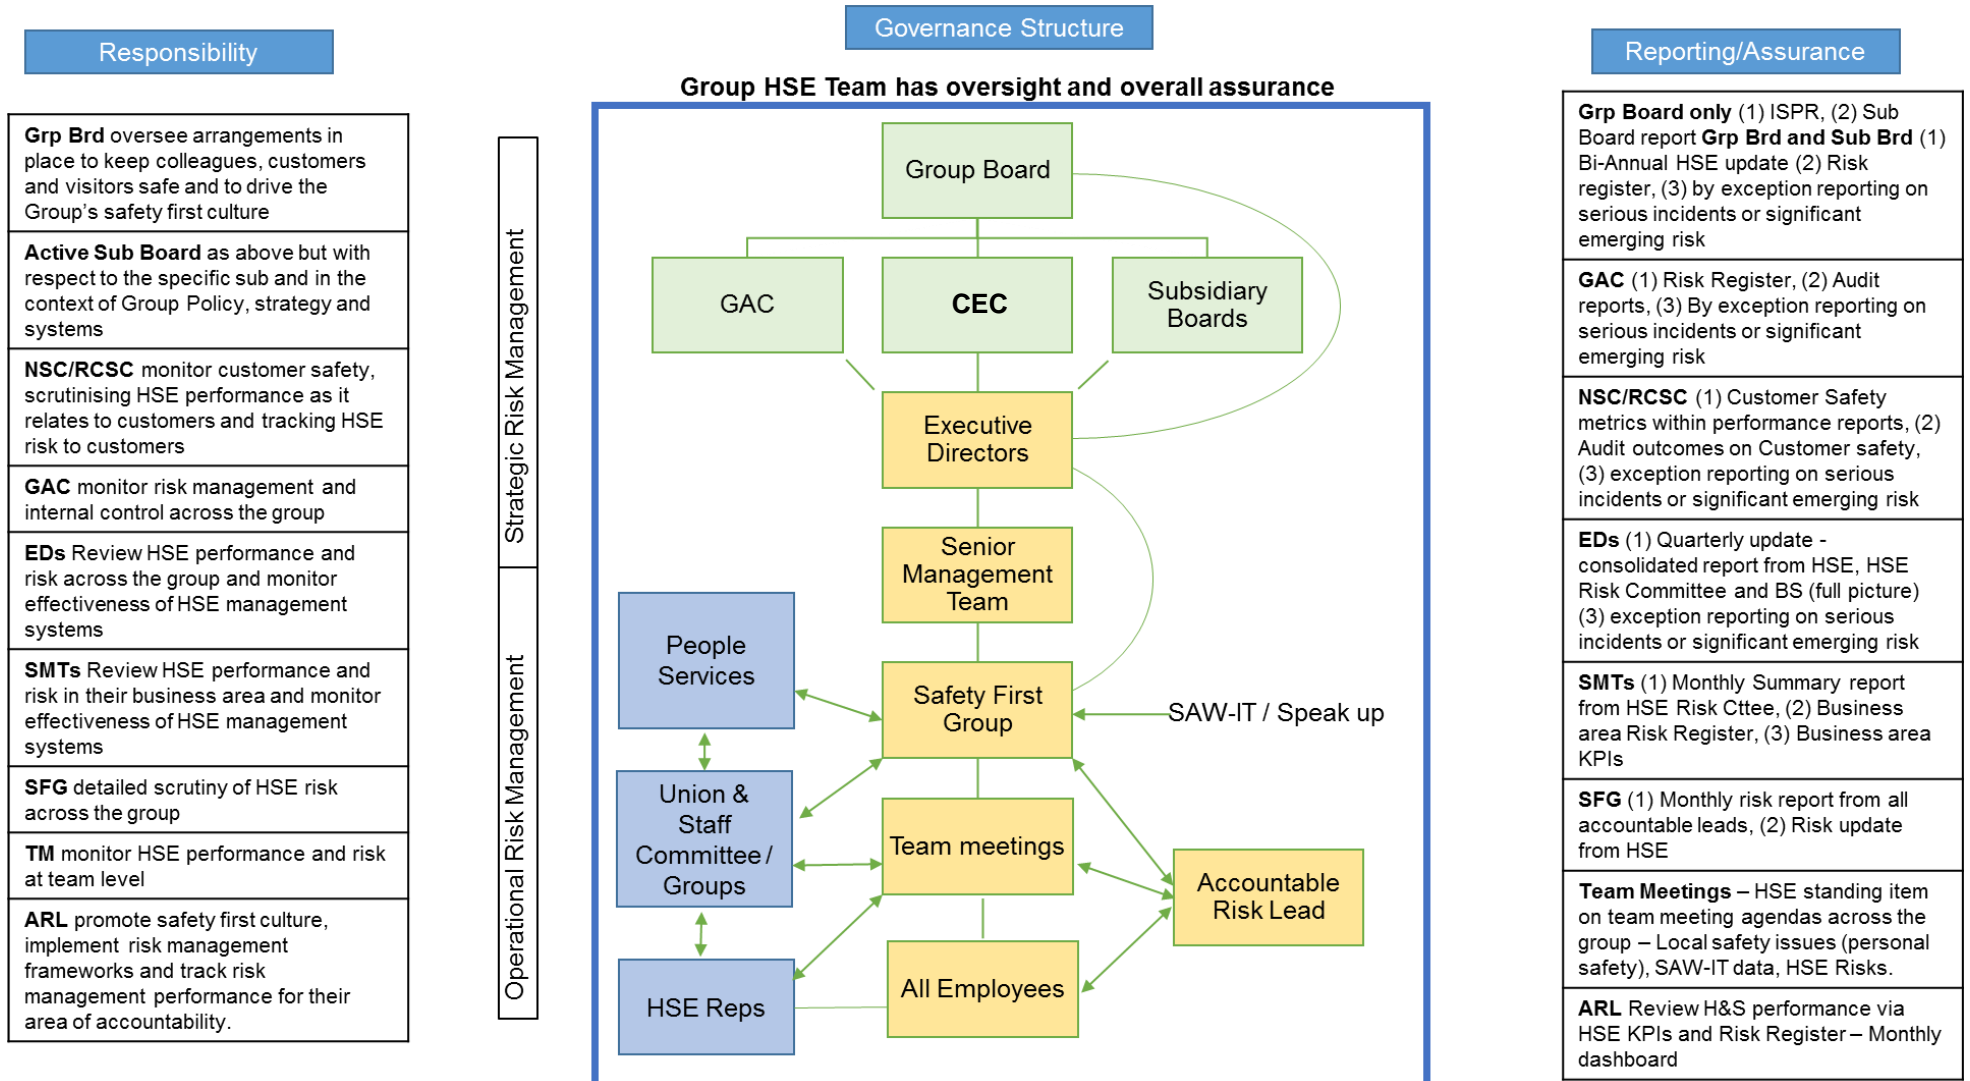 Responsibility
Grp Brd oversee arrangements in
place to keep colleagues, customers
and visitors safe and to drive the
Group's safety first culture
Active Sub Board as above but with
respect to the specific sub and in the
context of Group Policy, strategy and
systems
NSC/RCSC monitor customer safety,
scrutinising HSE performance as it
relates to customers and tracking HSE
risk to customers
GAC monitor risk management and
internal control across the group
EDs Review HSE performance and
risk across the group and monitor
effectiveness of HSE management
systems
SMTs Review HSE performance and
risk in their business area and monitor
effectiveness of HSE management
systems
SFG detailed scrutiny of HSE risk
across the group
TM monitor HSE performance and risk
at team level
ARL promote safety first culture,
implement risk management
frameworks and track risk
management performance for their
area of accountability.
Governance Structure
Group HSE Team has oversight and overall assurance
Strategic Risk Management
Operational Risk Management
Group Board
GAC
CEC
Subsidiary
Boards
Executive
Directors
Senior
Management
Team
People
Services
Safety First
Group
SAW-IT / Speak up
Union &
Staff
Committee /
Groups
Team meetings
Accountable
Risk Lead
HSE Reps
All Employees
Reporting/Assurance
Grp Board only (1) ISPR, (2) Sub
Board report Grp Brd and Sub Brd (1)
Bi-Annual HSE update (2) Risk
register, (3) by exception reporting on
serious incidents or significant
emerging risk
GAC (1) Risk Register, (2) Audit
reports, (3) By exception reporting on
serious incidents or significant
emerging risk
NSC/RCSC (1) Customer Safety
metrics within performance reports, (2)
Audit outcomes on Customer safety,
(3) exception reporting on serious
incidents or significant emerging risk
EDs (1) Quarterly update -
consolidated report from HSE, HSE
Risk Committee and BS (full picture)
(3) exception reporting on serious
incidents or significant emerging risk
SMTs (1) Monthly Summary report
from HSE Risk Cttee, (2) Business
area Risk Register, (3) Business area
KPIs
SFG (1) Monthly risk report from all
accountable leads, (2) Risk update
from HSE
Team Meetings – HSE standing item
on team meeting agendas across the
group – Local safety issues (personal
safety), SAW-IT data, HSE Risks.
ARL Review H&S performance via
HSE KPIs and Risk Register – Monthly
dashboard